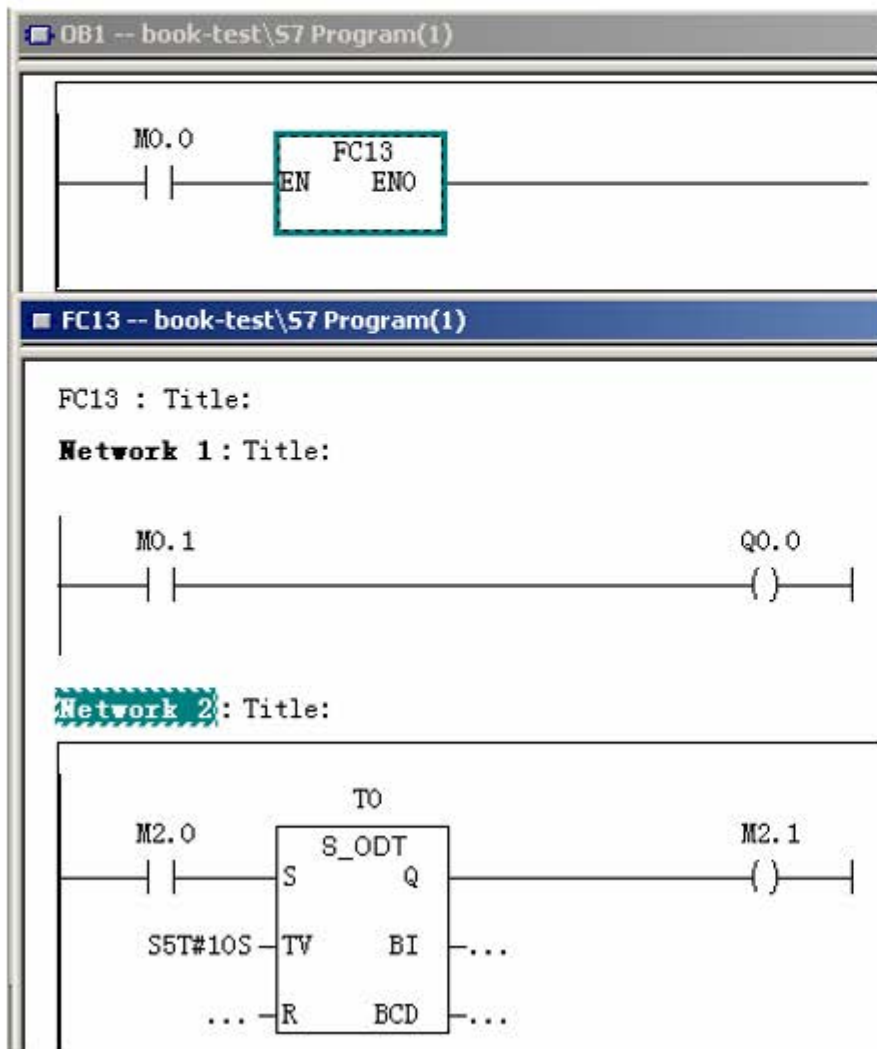 OB1 -- book-test\S7 Program(1)
M0.0
FC13
EN ENO
FC13 -- book-test\S7 Program(1)
FC13 : Title:
Network 1 : Title:
M0.1 Q0.0
Network 2 : Title:
T0
M2.0 S_ODT M2.1
S Q
S5T#10S TV BI ...
... R BCD ...